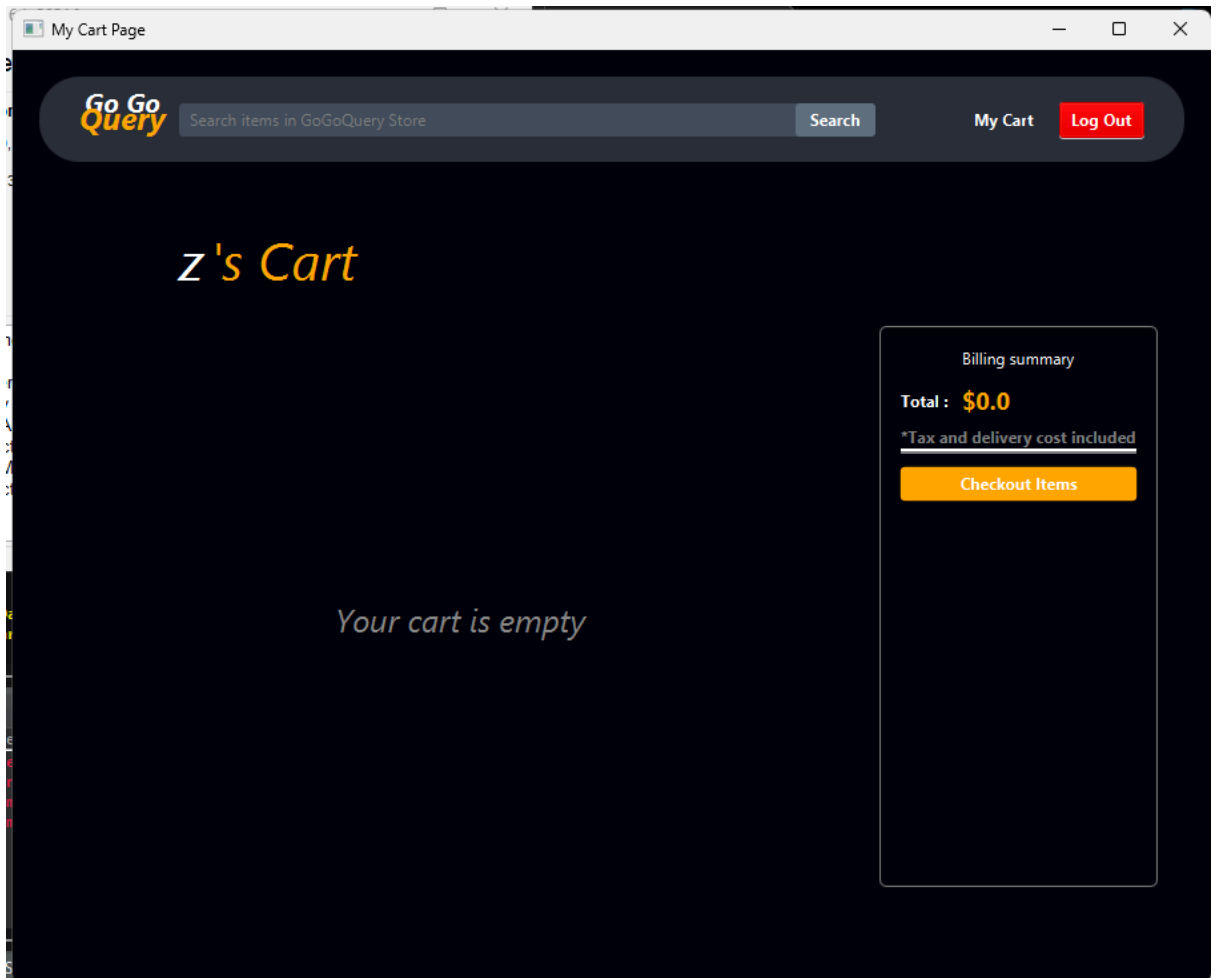 My Cart Page
Go Go
Query
Search items in GoGoQuery Store
Search
My Cart
Log Out
z 's Cart
Billing summary
Total : $0.0
*Tax and delivery cost included
Checkout Items
Your cart is empty